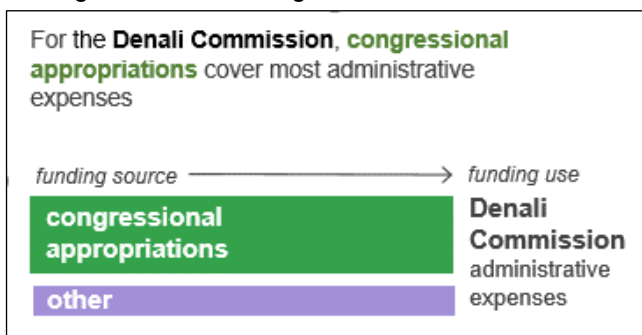 For the Denali Commission, congressional
appropriations cover most administrative
expenses
funding source
funding use
congressional
appropriations
other
Denali
Commission
administrative
expenses